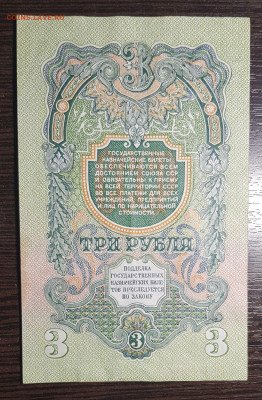 COINS.LAVE.RU
3
ГОСУДАРСТВЕННЫЕ
КАЗНАЧЕЙСКИЕ БИЛЕТЫ
ОБЕСПЕЧИВАЮТСЯ ВСЕМ
ДОСТОЯНИЕМ СОЮЗА ССР
И ОБЯЗАТЕЛЬНЫ К ПРИЕМУ
НА ВСЕЙ ТЕРРИТОРИИ СССР
ВО ВСЕ ПЛАТЕЖИ ДЛЯ ВСЕХ
УЧРЕЖДЕНИЙ, ПРЕДПРИЯТИЙ
И ЛИЦ ПО НАРИЦАТЕЛЬНОЙ
СТОИМОСТИ.
ТРИ РУБЛЯ
ПОДДЕЛКА
ГОСУДАРСТВЕННЫХ
КАЗНАЧЕЙСКИХ БИЛЕ
ТОВ ПРЕСЛЕДУЕТСЯ
ПО ЗАКОНУ
3 3 3